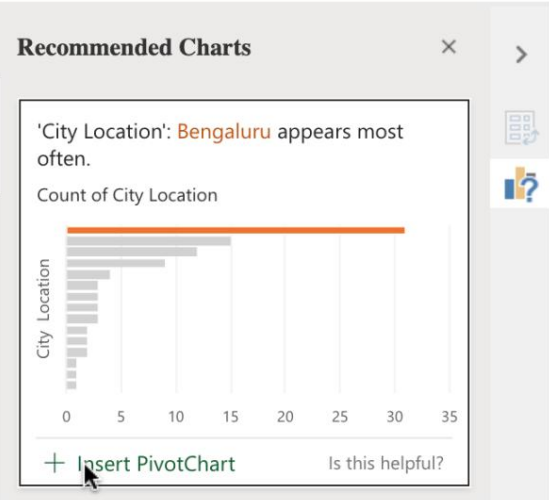 Recommended Charts
'City Location': Bengaluru appears most
often.
Count of City Location
City Location
0 5 10 15 20 25 30 35
Insert PivotChart
Is this helpful?